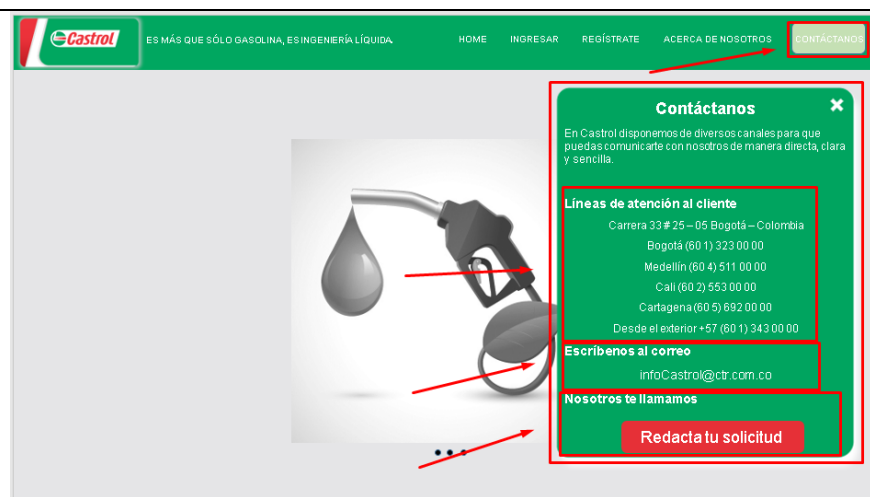 Castrol
ES MÁS QUE SÓLO GASOLINA, ES INGENIERÍA LÍQUIDA.
HOME INGRESAR REGÍSTRATE ACERCA DE NOSOTROS CONTÁCTANOS
Contáctanos
En Castrol disponemos de diversos canales para que
puedas comunicarte con nosotros de manera directa, clara
y sencilla.
Líneas de atención al cliente
Carrera 33 # 25 – 05 Bogotá – Colombia
Bogotá (60 1) 323 00 00
Medellín (60 4) 511 00 00
Cali (60 2) 553 00 00
Cartagena (60 5) 692 00 00
Desde el exterior +57 (60 1) 343 00 00
Escríbenos al correo
infoCastrol@ctr.com.co
Nosotros te llamamos
Redacta tu solicitud